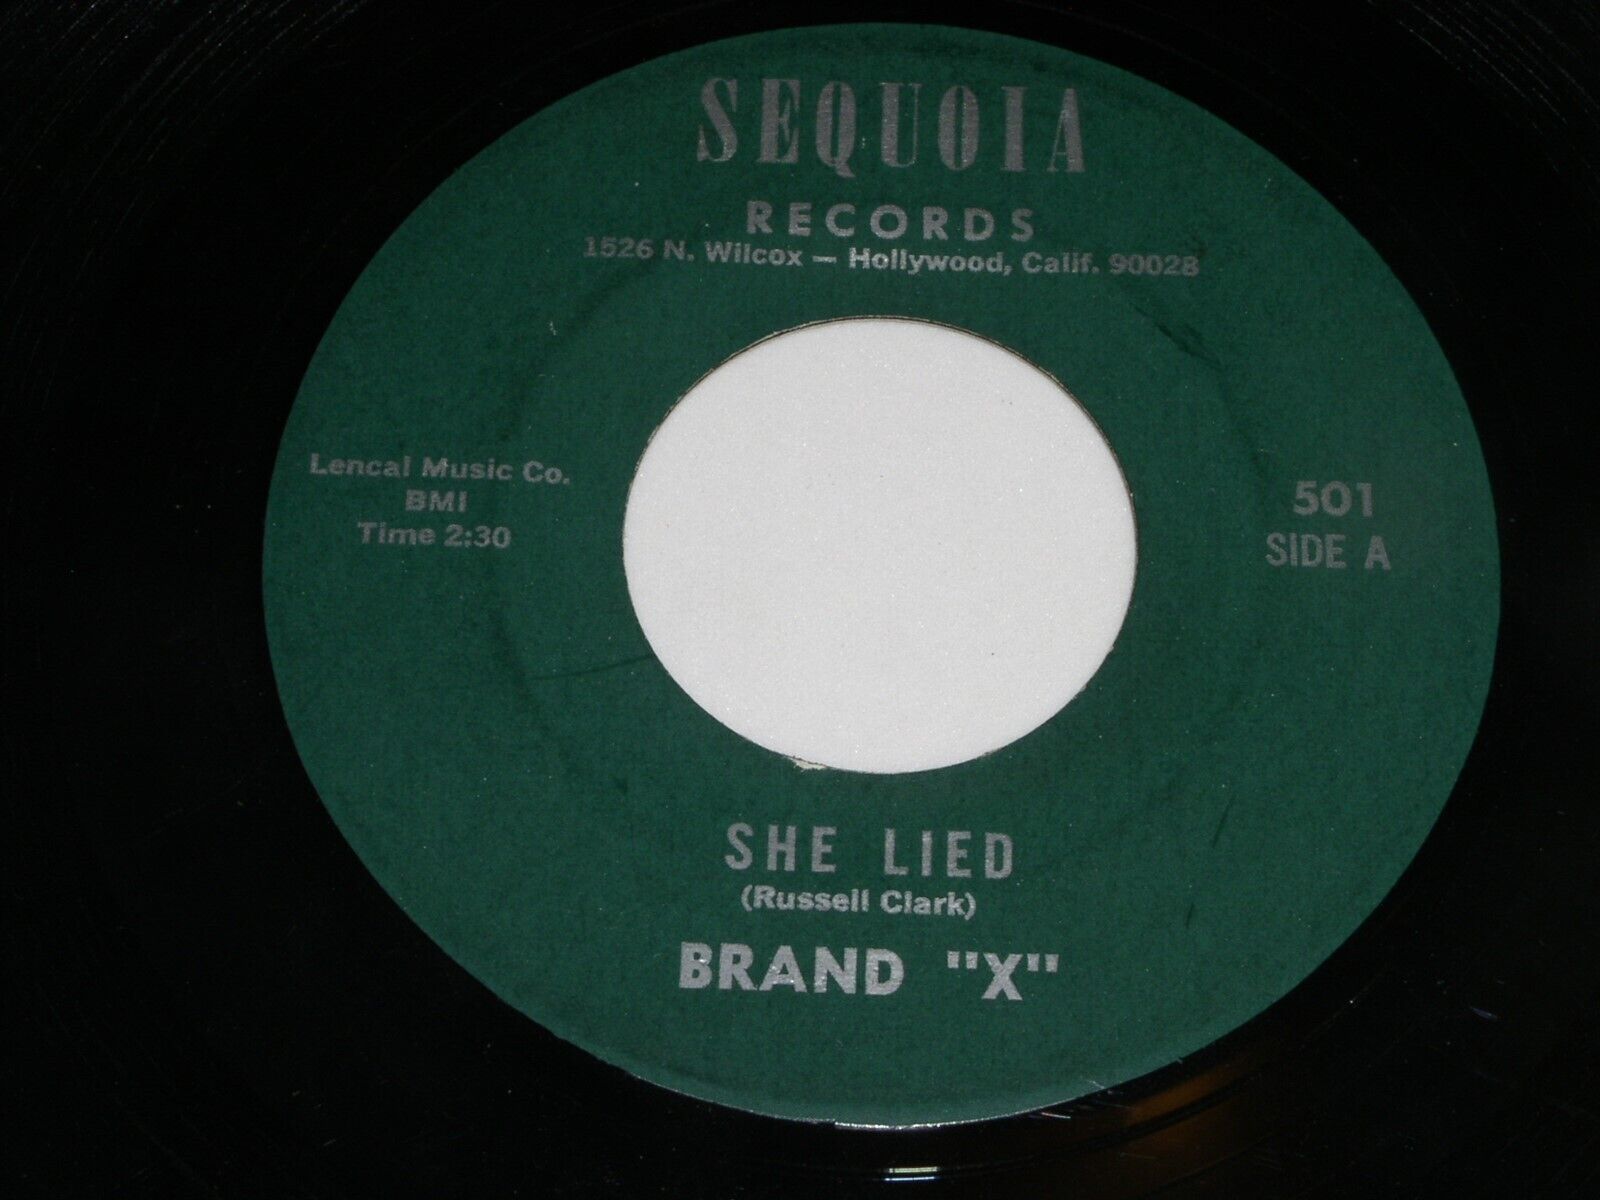 SEQUOIA
RECORDS
1526 N. Wilcox — Hollywood, Calif. 90028
Lencal Music Co.
BMI
Time 2:30
501
SIDE A
SHE LIED
(Russell Clark)
BRAND "X"